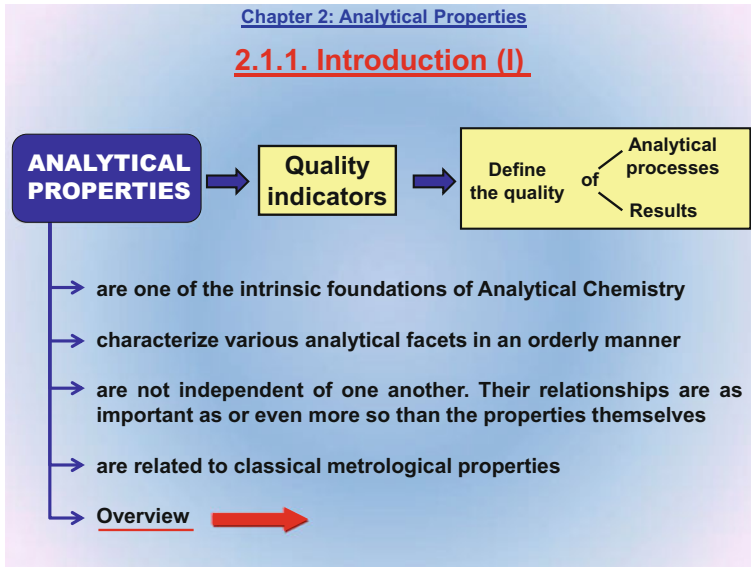 Chapter 2: Analytical Properties
2.1.1. Introduction (I)
ANALYTICAL
PROPERTIES
Quality
indicators
Define
the quality
of
Analytical
processes
Results
are one of the intrinsic foundations of Analytical Chemistry
characterize various analytical facets in an orderly manner
are not independent of one another. Their relationships are as
important as or even more so than the properties themselves
are related to classical metrological properties
Overview